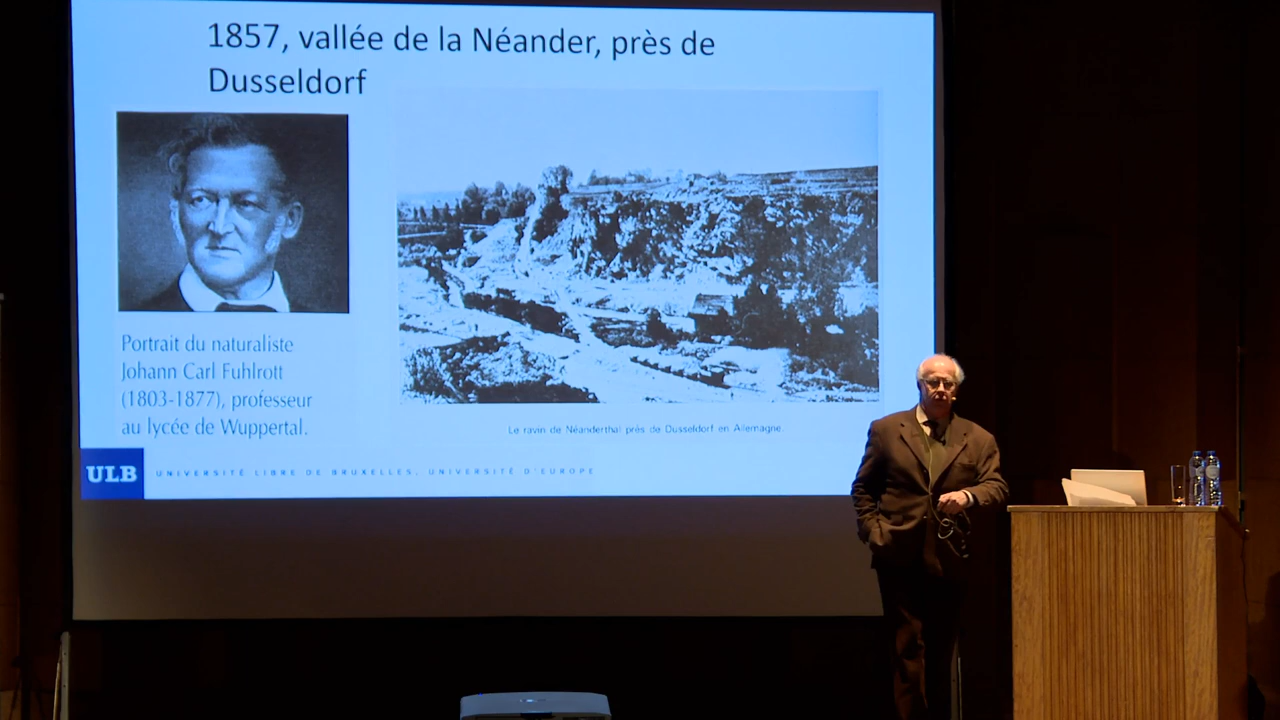 1857, vallée de la Néander, près de
Dusseldorf
Portrait du naturaliste
Johann Carl Fuhlrott
(1803-1877), professeur
au lycée de Wuppertal.
Le ravin de Néanderthal près de Dusseldorf en Allemagne.
ULB
UNIVERSITÉ LIBRE DE BRUXELLES, UNIVERSITÉ D'EUROPE